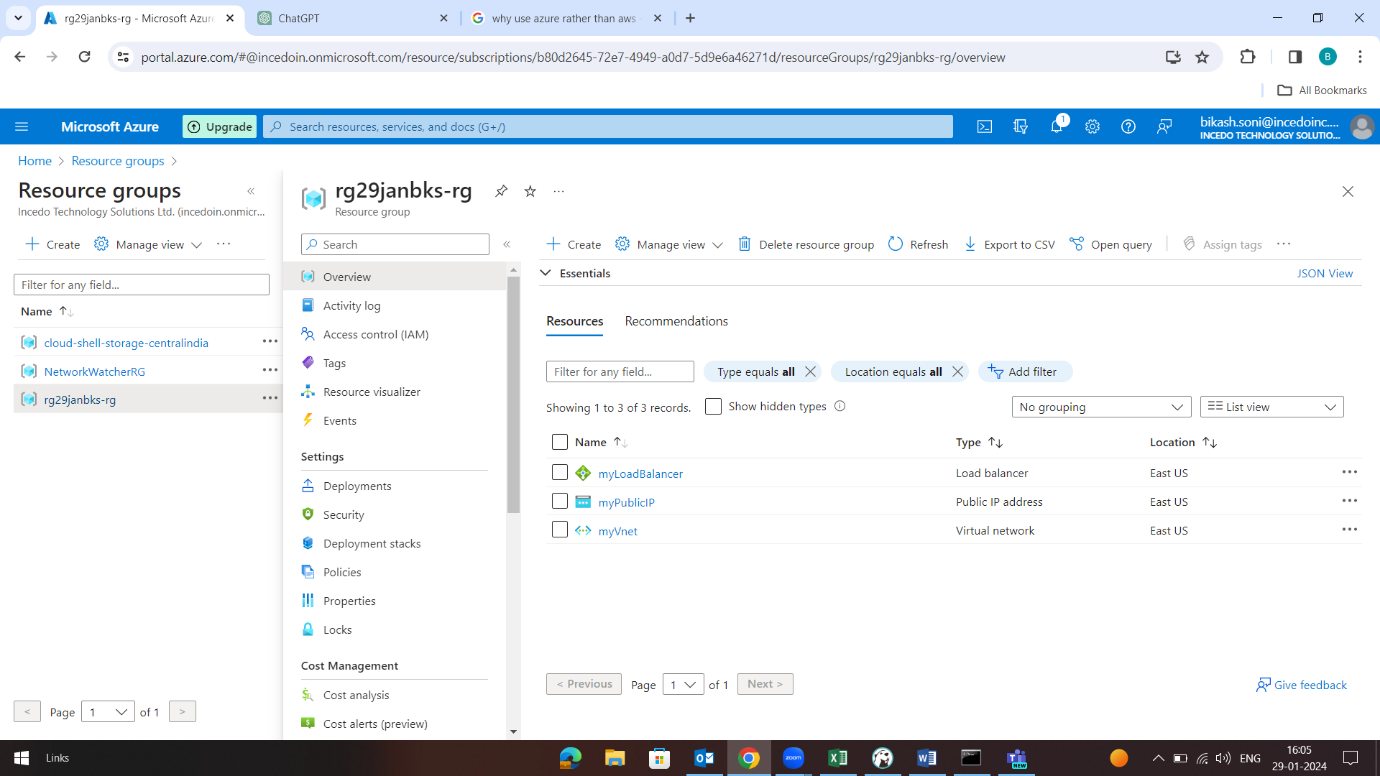 rg29janbks-rg - Microsoft Azure
ChatGPT
why use azure rather than aws
portal.azure.com/#@incedoin.onmicrosoft.com/resource/subscriptions/b80d2645-72e7-4949-a0d7-5d9e6a46271d/resourceGroups/rg29janbks-rg/overview
B
All Bookmarks
Microsoft Azure
Upgrade
Search resources, services, and docs (G+/)
1
bikash.soni@incedoinc....
INCEDO TECHNOLOGY SOLUTIO...
Home > Resource groups >
Resource groups
Incedo Technology Solutions Ltd. (incedoin.onmicr...
Create
Manage view
Filter for any field...
Name
cloud-shell-storage-centralindia
NetworkWatcherRG
rg29janbks-rg
< Page 1 of 1 >
rg29janbks-rg
Resource group
Search
Overview
Activity log
Access control (IAM)
Tags
Resource visualizer
Events
Settings
Deployments
Security
Deployment stacks
Policies
Properties
Locks
Cost Management
Cost analysis
Cost alerts (preview)
Create
Manage view
Delete resource group
Refresh
Export to CSV
Open query
Assign tags
Essentials
JSON View
Resources
Recommendations
Filter for any field...
Type equals all
Location equals all
Add filter
Showing 1 to 3 of 3 records.
Show hidden types
No grouping
List view
Name Type Location
myLoadBalancer Load balancer East US
myPublicIP Public IP address East US
myVnet Virtual network East US
< Previous Page 1 of 1 Next >
Give feedback
Links
zoom
NEW
ENG
16:05
29-01-2024